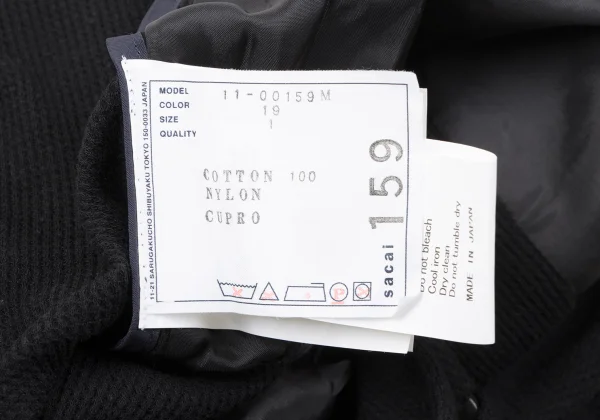 MODEL 11-00159M
COLOR 19
SIZE 1
QUALITY
COTTON 100
NYLON
CUPRO
11-21 SARUGAKUCHO SHIBUYAKU TOKYO 150-0033 JAPAN
P
sacai 159
Do not bleach
Cool iron
Dry clean
Do not tumble dry
MADE IN JAPAN